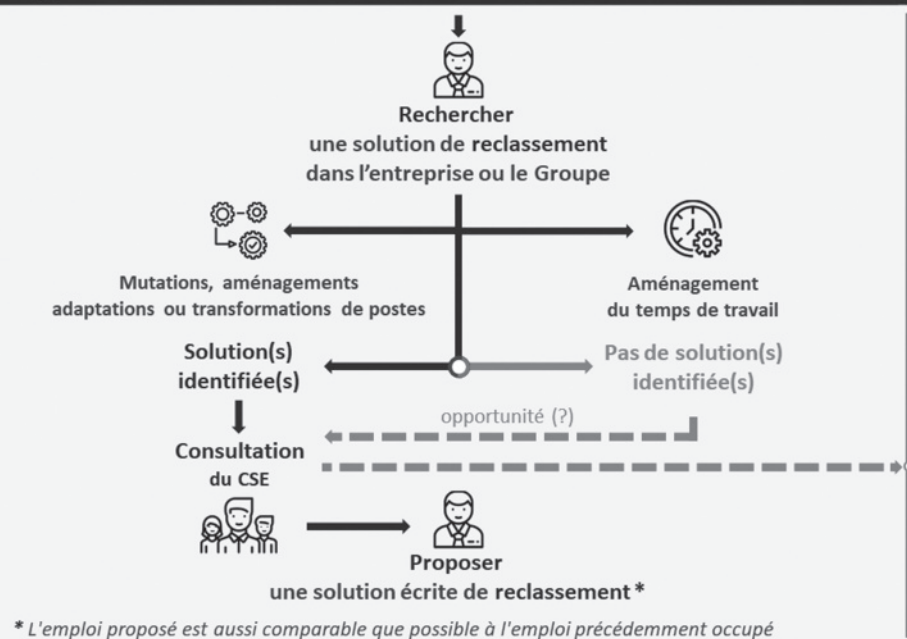 Rechercher
une solution de reclassement
dans l'entreprise ou le Groupe
Mutations, aménagements
adaptations ou transformations de postes
Aménagement
du temps de travail
Solution(s)
identifiée(s)
Pas de solution(s)
identifiée(s)
opportunité (?)
Consultation
du CSE
Proposer
une solution écrite de reclassement *
* L'emploi proposé est aussi comparable que possible à l'emploi précédemment occupé